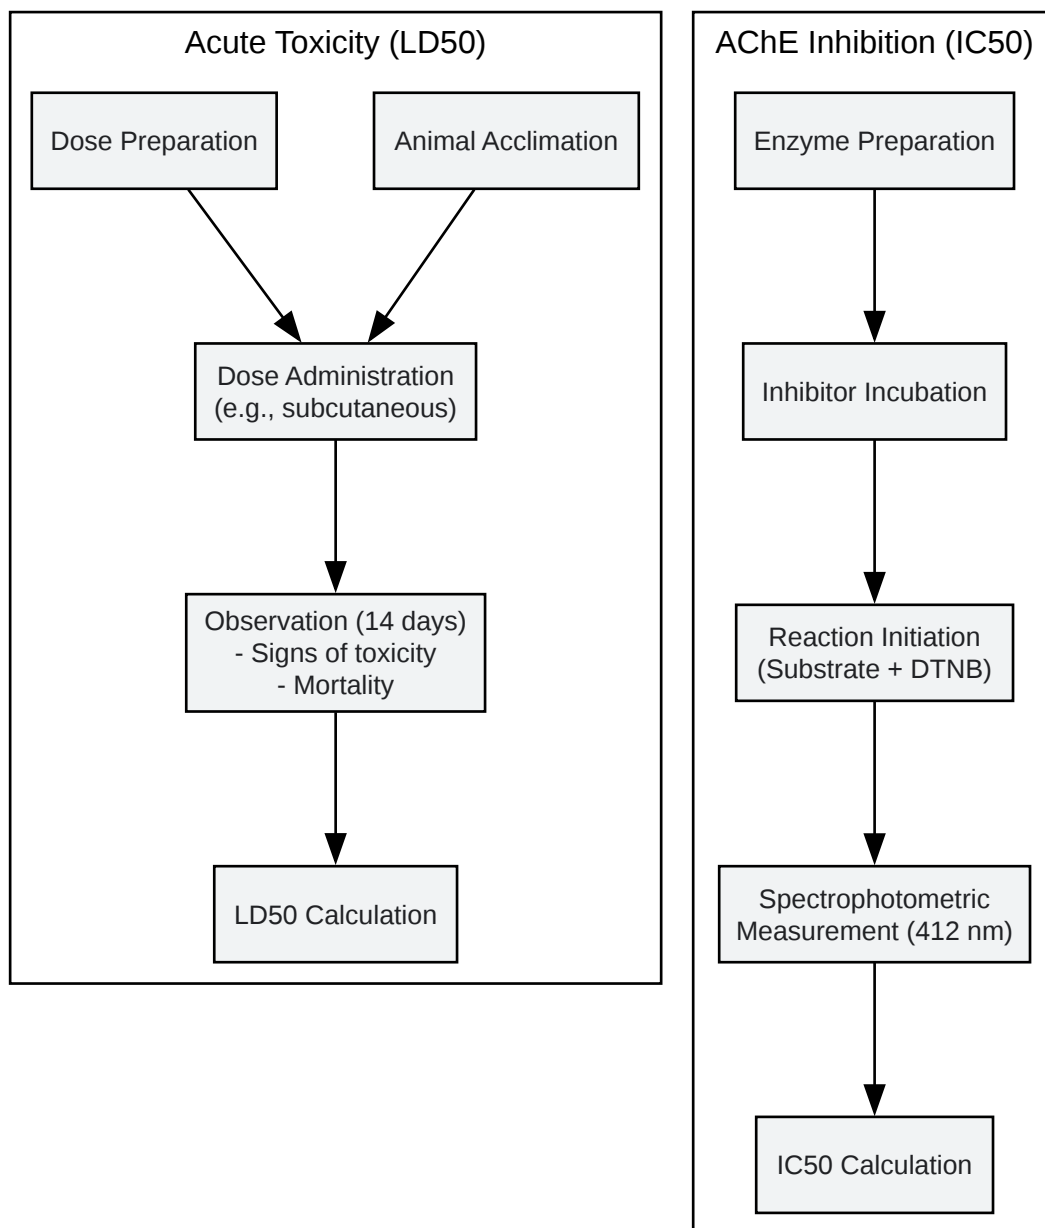 Acute Toxicity (LD50)
Dose Preparation
Animal Acclimation
Dose Administration
(e.g., subcutaneous)
Observation (14 days)
- Signs of toxicity
- Mortality
LD50 Calculation
AChE Inhibition (IC50)
Enzyme Preparation
Inhibitor Incubation
Reaction Initiation
(Substrate + DTNB)
Spectrophotometric
Measurement (412 nm)
IC50 Calculation